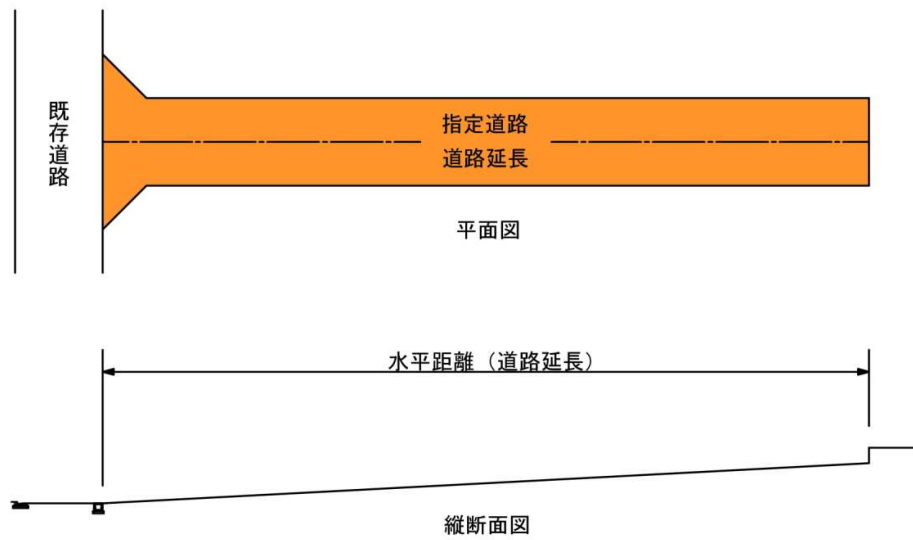 既存道路
指定道路
道路延長
平面図
水平距離（道路延長）
縦断面図